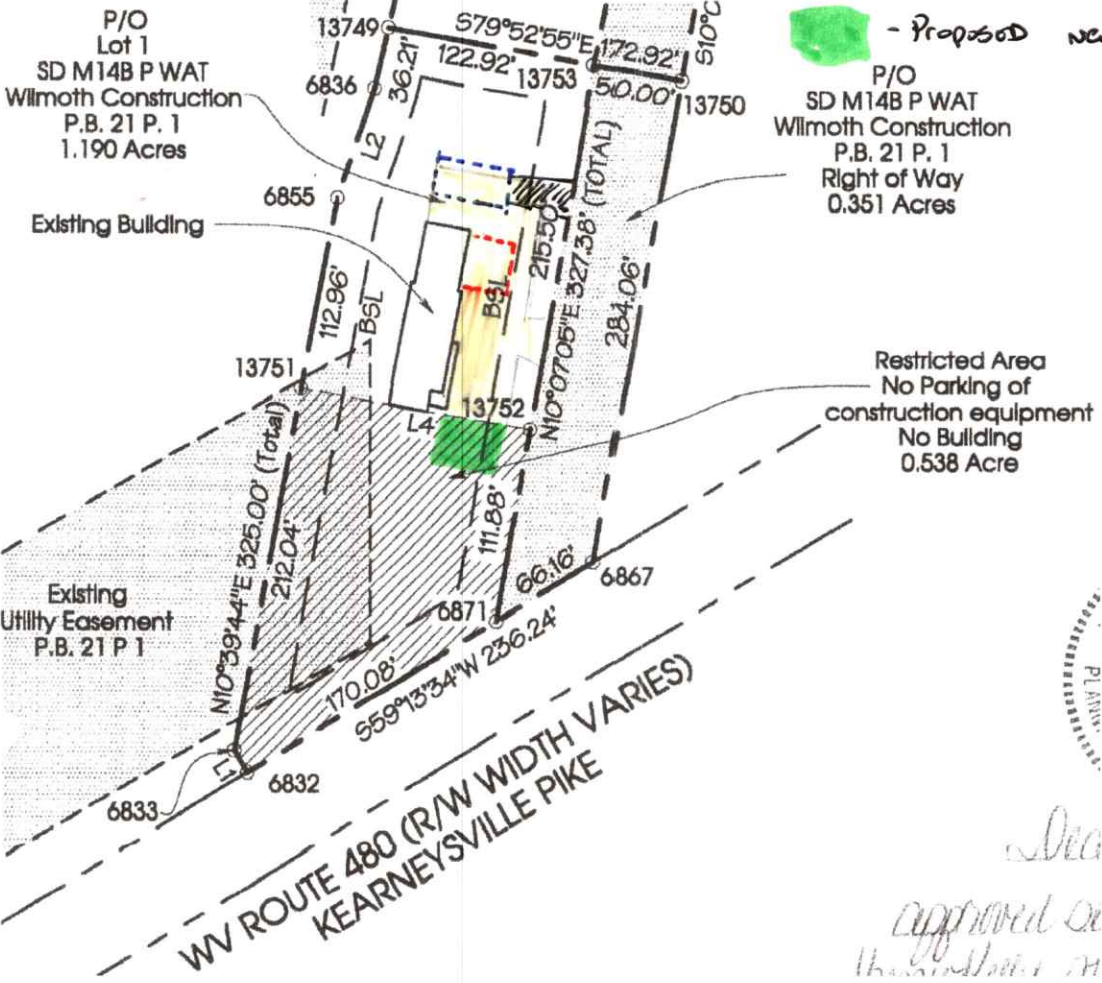 P/O
Lot 1
SD M14B P WAT
Wilmoth Construction
P.B. 21 P. 1
1.190 Acres
Existing Building
13749
S79°52'55"E 172.92'
122.92'
13753
50.00'
13750
S10°
- PROPOSED
P/O
SD M14B P WAT
Wilmoth Construction
P.B. 21 P. 1
Right of Way
0.351 Acres
6836
36.21'
L2
6855
112.96'
BSL
BSL
215.50'
N10°07'05"E 327.38' (TOTAL)
284.06'
13751
13752
L4
Restricted Area
No Parking of
construction equipment
No Building
0.538 Acre
N10°39'44"E 325.00' (Total)
212.04'
111.88'
66.16'
6867
6871
Existing
Utility Easement
P.B. 21 P 1
170.08'
S59°13'34"W 236.24'
L1
6833
6832
WV ROUTE 480 (R/W WIDTH VARIES)
KEARNEYSVILLE PIKE
PLANN
approved